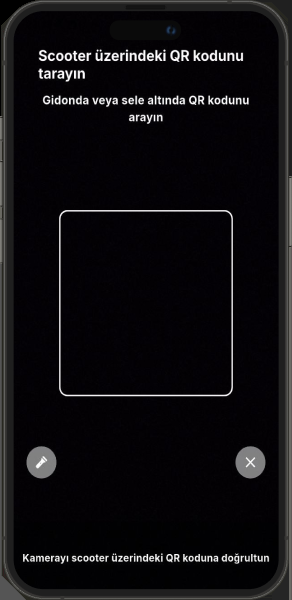 Scooter üzerindeki QR kodunu
tarayın
Gidonda veya sele altında QR kodunu
arayın
Kamerayı scooter üzerindeki QR koduna doğrultun